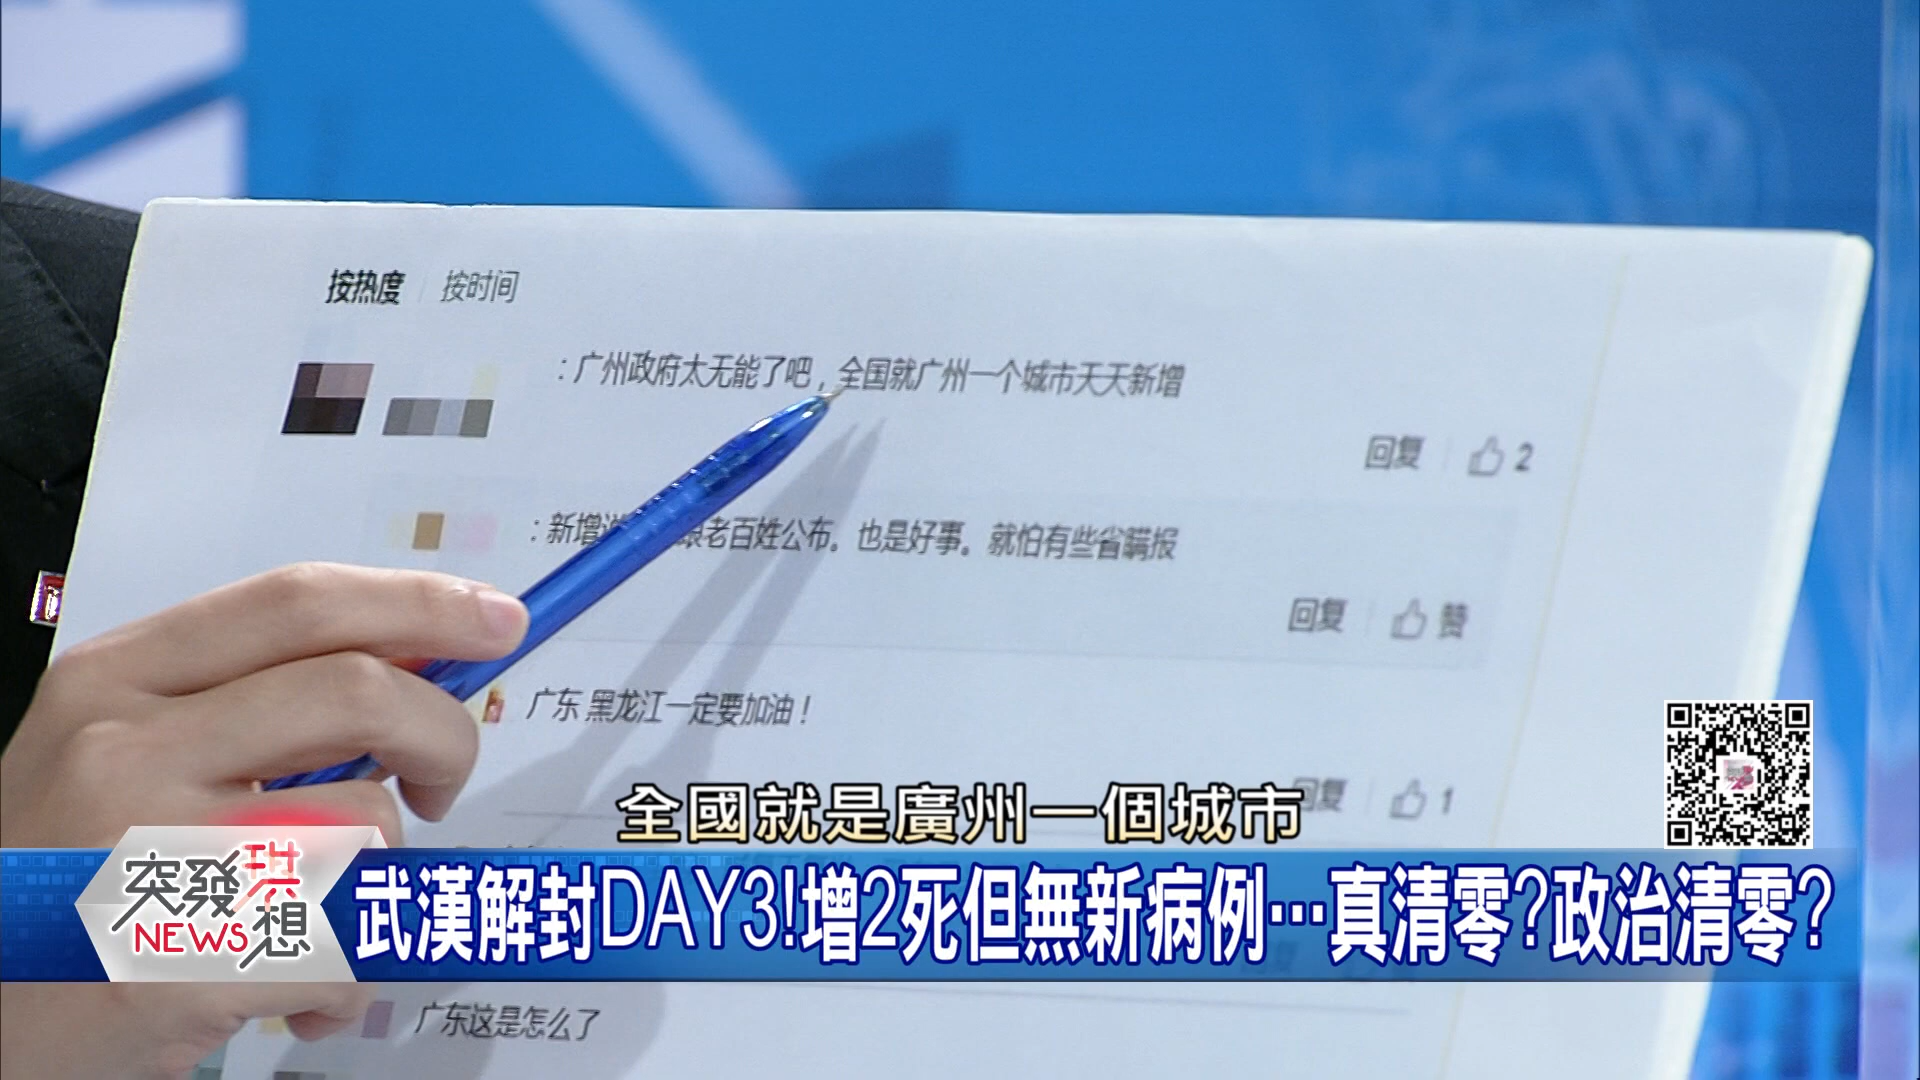 按热度 按时间
：广州政府太无能了吧，全国就广州一个城市天天新增
回复 2
：新增 老百姓公布。也是好事。就怕有些省瞒报
回复 赞
广东 黑龙江一定要加油！
回复 1
全國就是廣州一個城市
突發琪想
NEWS
武漢解封DAY3!增2死但無新病例…真清零?政治清零?
广东这是怎么了